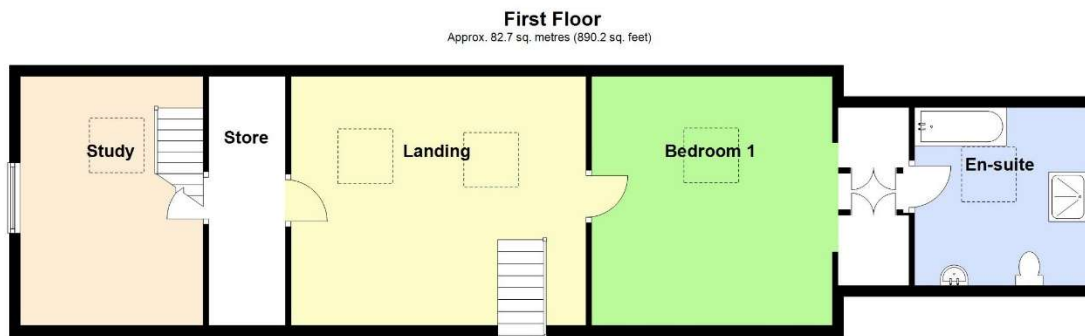 First Floor
Approx. 82.7 sq. metres (890.2 sq. feet)
Study
Store
Landing
Bedroom 1
En-suite